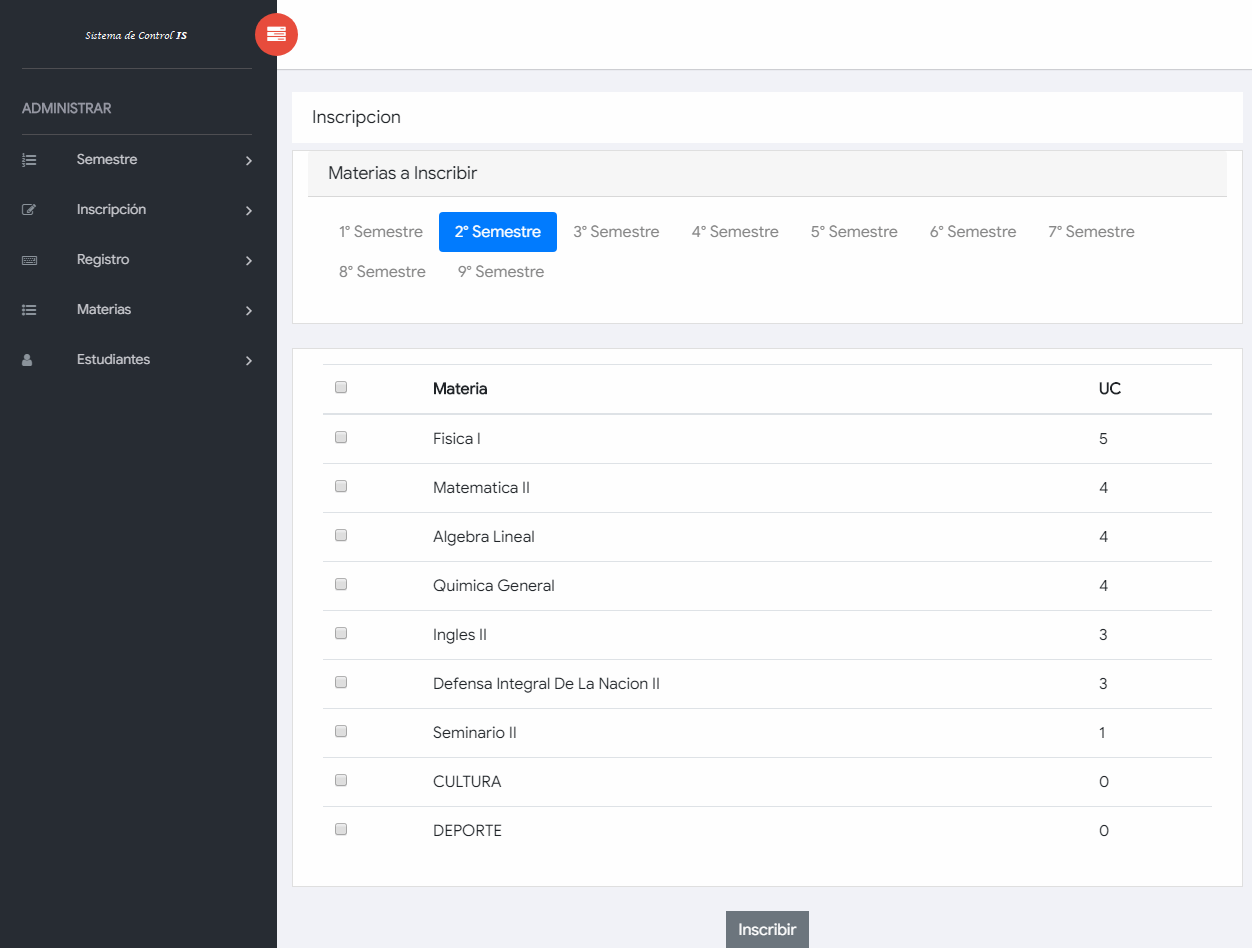 Sistema de Control IS
ADMINISTRAR
Semestre
Inscripción
Registro
Materias
Estudiantes
Inscripcion
Materias a Inscribir
1° Semestre 2° Semestre 3° Semestre 4° Semestre 5° Semestre 6° Semestre 7° Semestre
8° Semestre 9° Semestre
Materia UC
Fisica I 5
Matematica II 4
Algebra Lineal 4
Quimica General 4
Ingles II 3
Defensa Integral De La Nacion II 3
Seminario II 1
CULTURA 0
DEPORTE 0
Inscribir